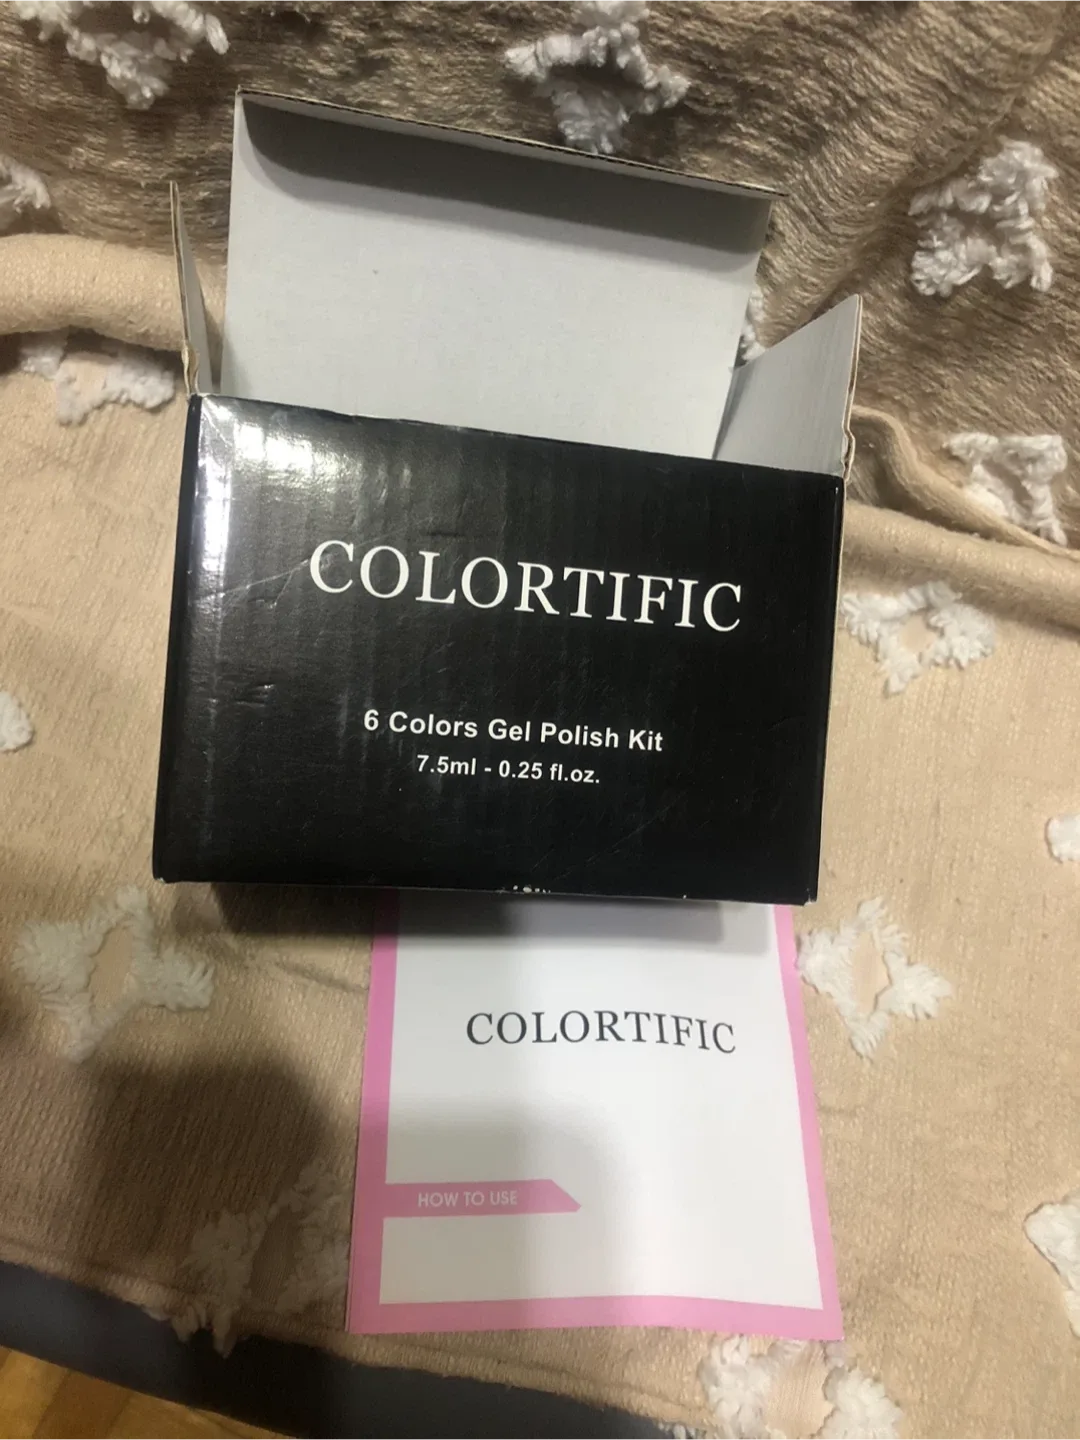 COLORTIFIC
6 Colors Gel Polish Kit
7.5ml - 0.25 fl.oz.
COLORTIFIC
HOW TO USE